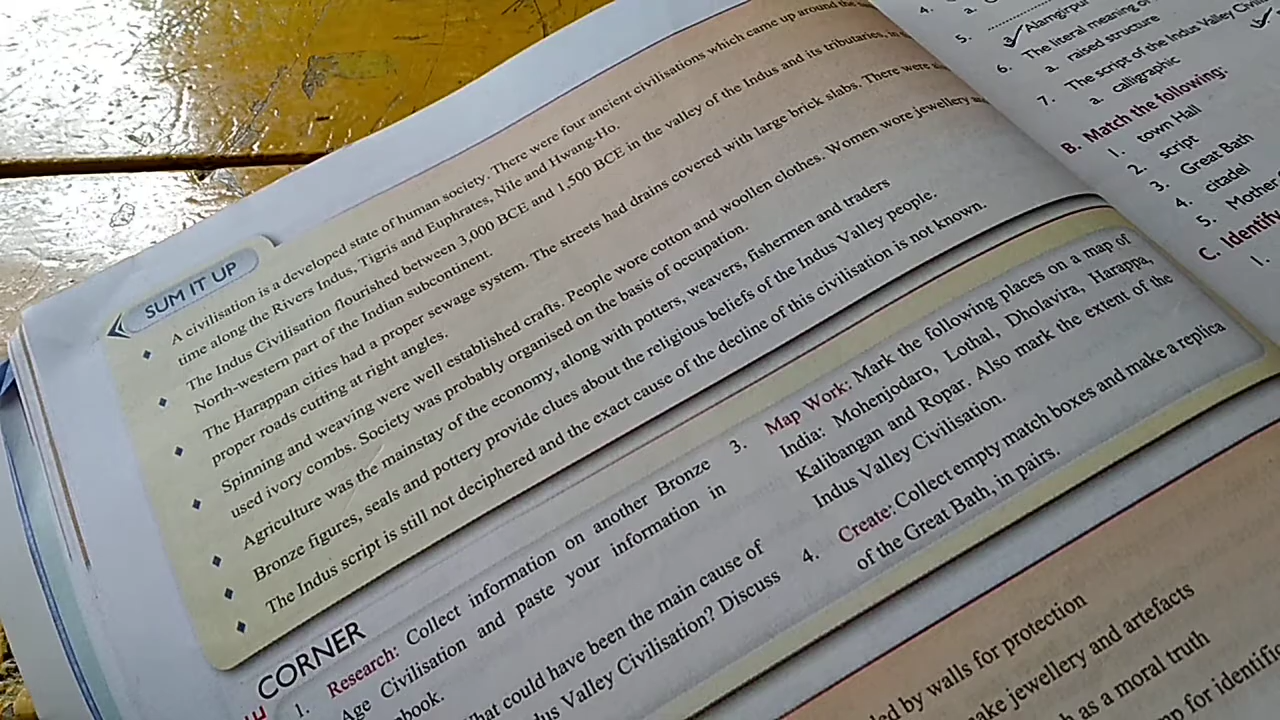 SUM IT UP
A civilisation is a developed state of human society. There were four ancient civilisations which came up around the
time along the Rivers Indus, Tigris and Euphrates, Nile and Hwang-Ho.
The Indus Civilisation flourished between 3,000 BCE and 1,500 BCE in the valley of the Indus and its tributaries, in
North-western part of the Indian subcontinent.
The Harappan cities had a proper sewage system. The streets had drains covered with large brick slabs. There were
proper roads cutting at right angles.
Spinning and weaving were well established crafts. People wore cotton and woollen clothes. Women wore jewellery and
used ivory combs. Society was probably organised on the basis of occupation.
Agriculture was the mainstay of the economy, along with potters, weavers, fishermen and traders
Bronze figures, seals and pottery provide clues about the religious beliefs of the Indus Valley people.
The Indus script is still not deciphered and the exact cause of the decline of this civilisation is not known.
CORNER
1. Research: Collect information on another Bronze
Age Civilisation and paste your information in
could have been the main cause of
Valley Civilisation? Discuss
3. Map Work: Mark the following places on a map of
India: Mohenjodaro, Lothal, Dholavira, Harappa,
Kalibangan and Ropar. Also mark the extent of the
Indus Valley Civilisation.
4. Create: Collect empty match boxes and make a replica
of the Great Bath, in pairs.
by walls for protection
jewellery and artefacts
as a moral truth
for
4.
a.
5.
Alamgirpur
6. The literal meaning
a. raised structure
7. The script of the Indus Valley
a. calligraphic
B. Match the following:
1. town Hall
2. script
3. Great Bath
4. citadel
5. Mother
C. Identify
1.